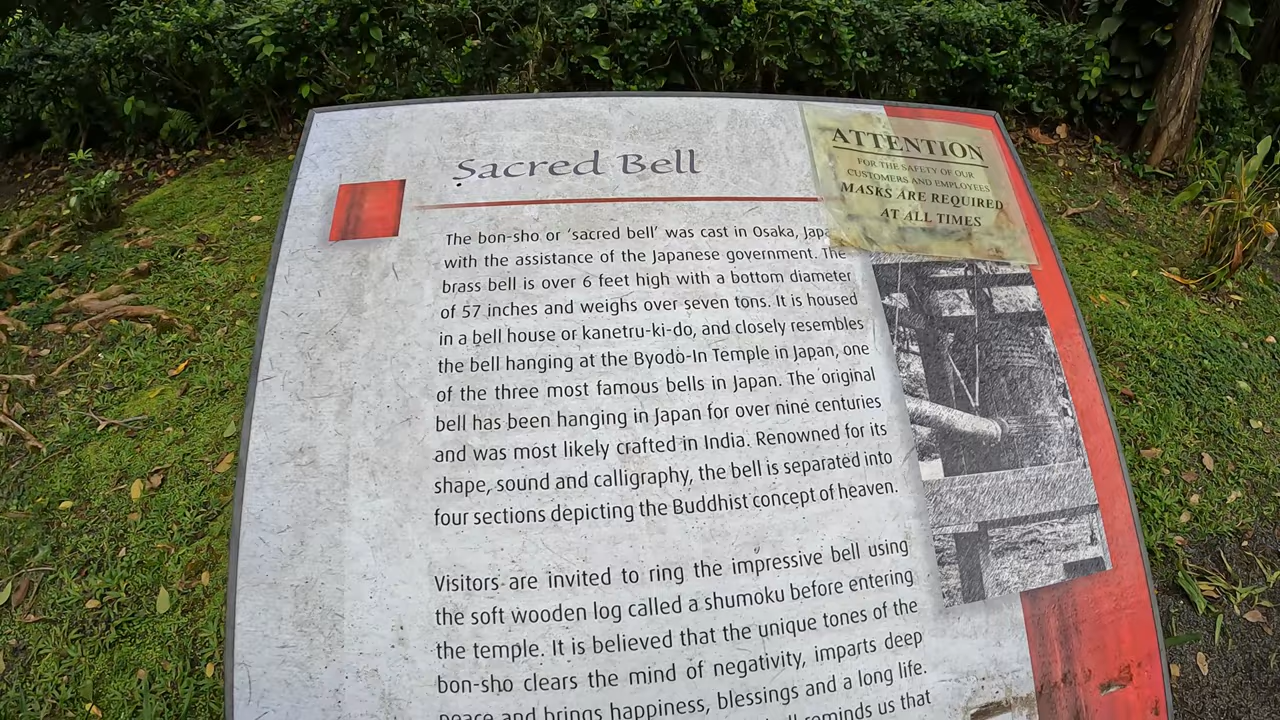 Sacred Bell
ATTENTION
FOR THE SAFETY OF OUR
CUSTOMERS AND EMPLOYEES
MASKS ARE REQUIRED
AT ALL TIMES
The bon-sho or ‘sacred bell’ was cast in Osaka,
with the assistance of the Japanese government. The
brass bell is over 6 feet high with a bottom diameter
of 57 inches and weighs over seven tons. It is housed
in a bell house or kanetru-ki-do, and closely resembles
the bell hanging at the Byodo-In Temple in Japan, one
of the three most famous bells in Japan. The original
bell has been hanging in Japan for over nine centuries
and was most likely crafted in India. Renowned for its
shape, sound and calligraphy, the bell is separated into
four sections depicting the Buddhist concept of heaven.
Visitors are invited to ring the impressive bell using
the soft wooden log called a shumoku before entering
the temple. It is believed that the unique tones of the
bon-sho clears the mind of negativity, imparts deep
peace and brings happiness, blessings and a long life.
reminds us that